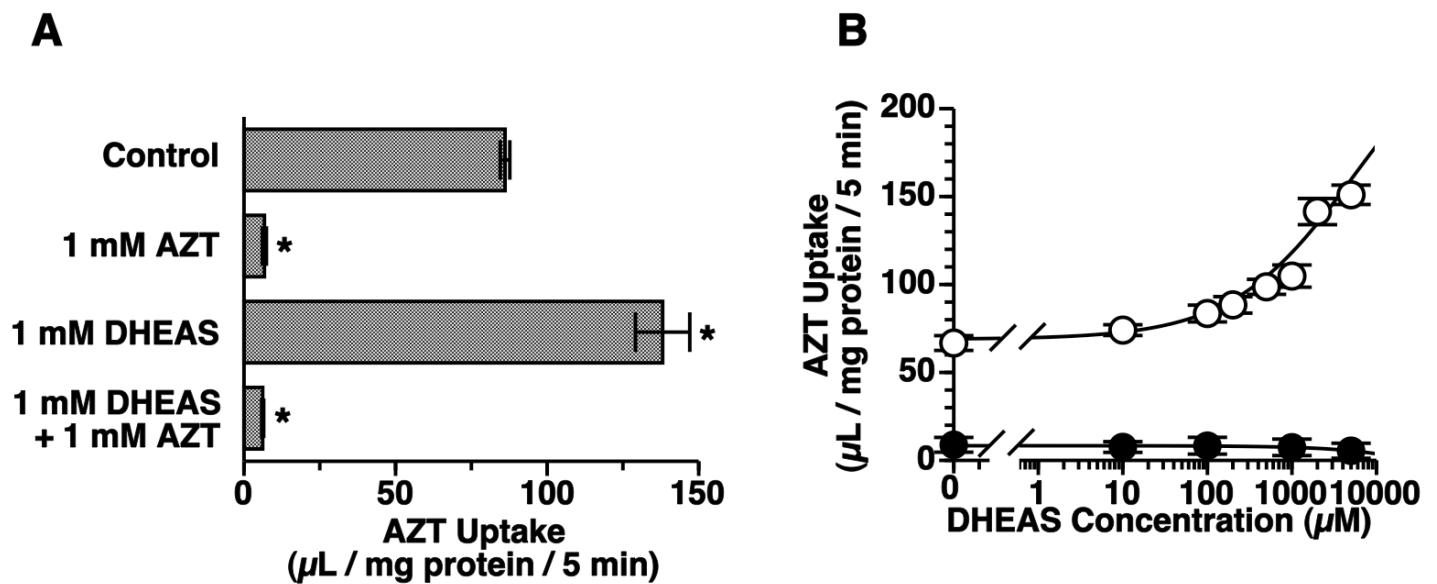 A
Control
1 mM AZT
*
1 mM DHEAS
*
1 mM DHEAS
+ 1 mM AZT
*
0 50 100 150
AZT Uptake
(µL / mg protein / 5 min)
B
AZT Uptake
(µL / mg protein / 5 min)
200
150
100
50
0
0 1 10 100 1000 10000
DHEAS Concentration (µM)